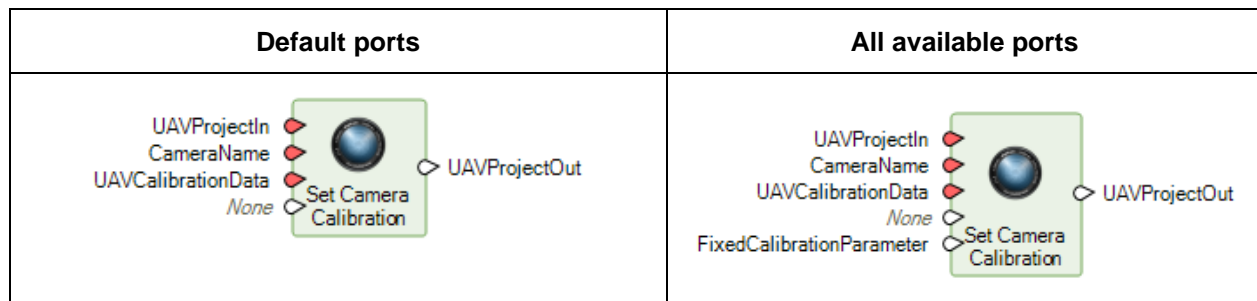 Default ports
All available ports
UAVProjectIn
CameraName
UAVCalibrationData
None
Set Camera
Calibration
UAVProjectOut
UAVProjectIn
CameraName
UAVCalibrationData
None
FixedCalibrationParameter
Set Camera
Calibration
UAVProjectOut